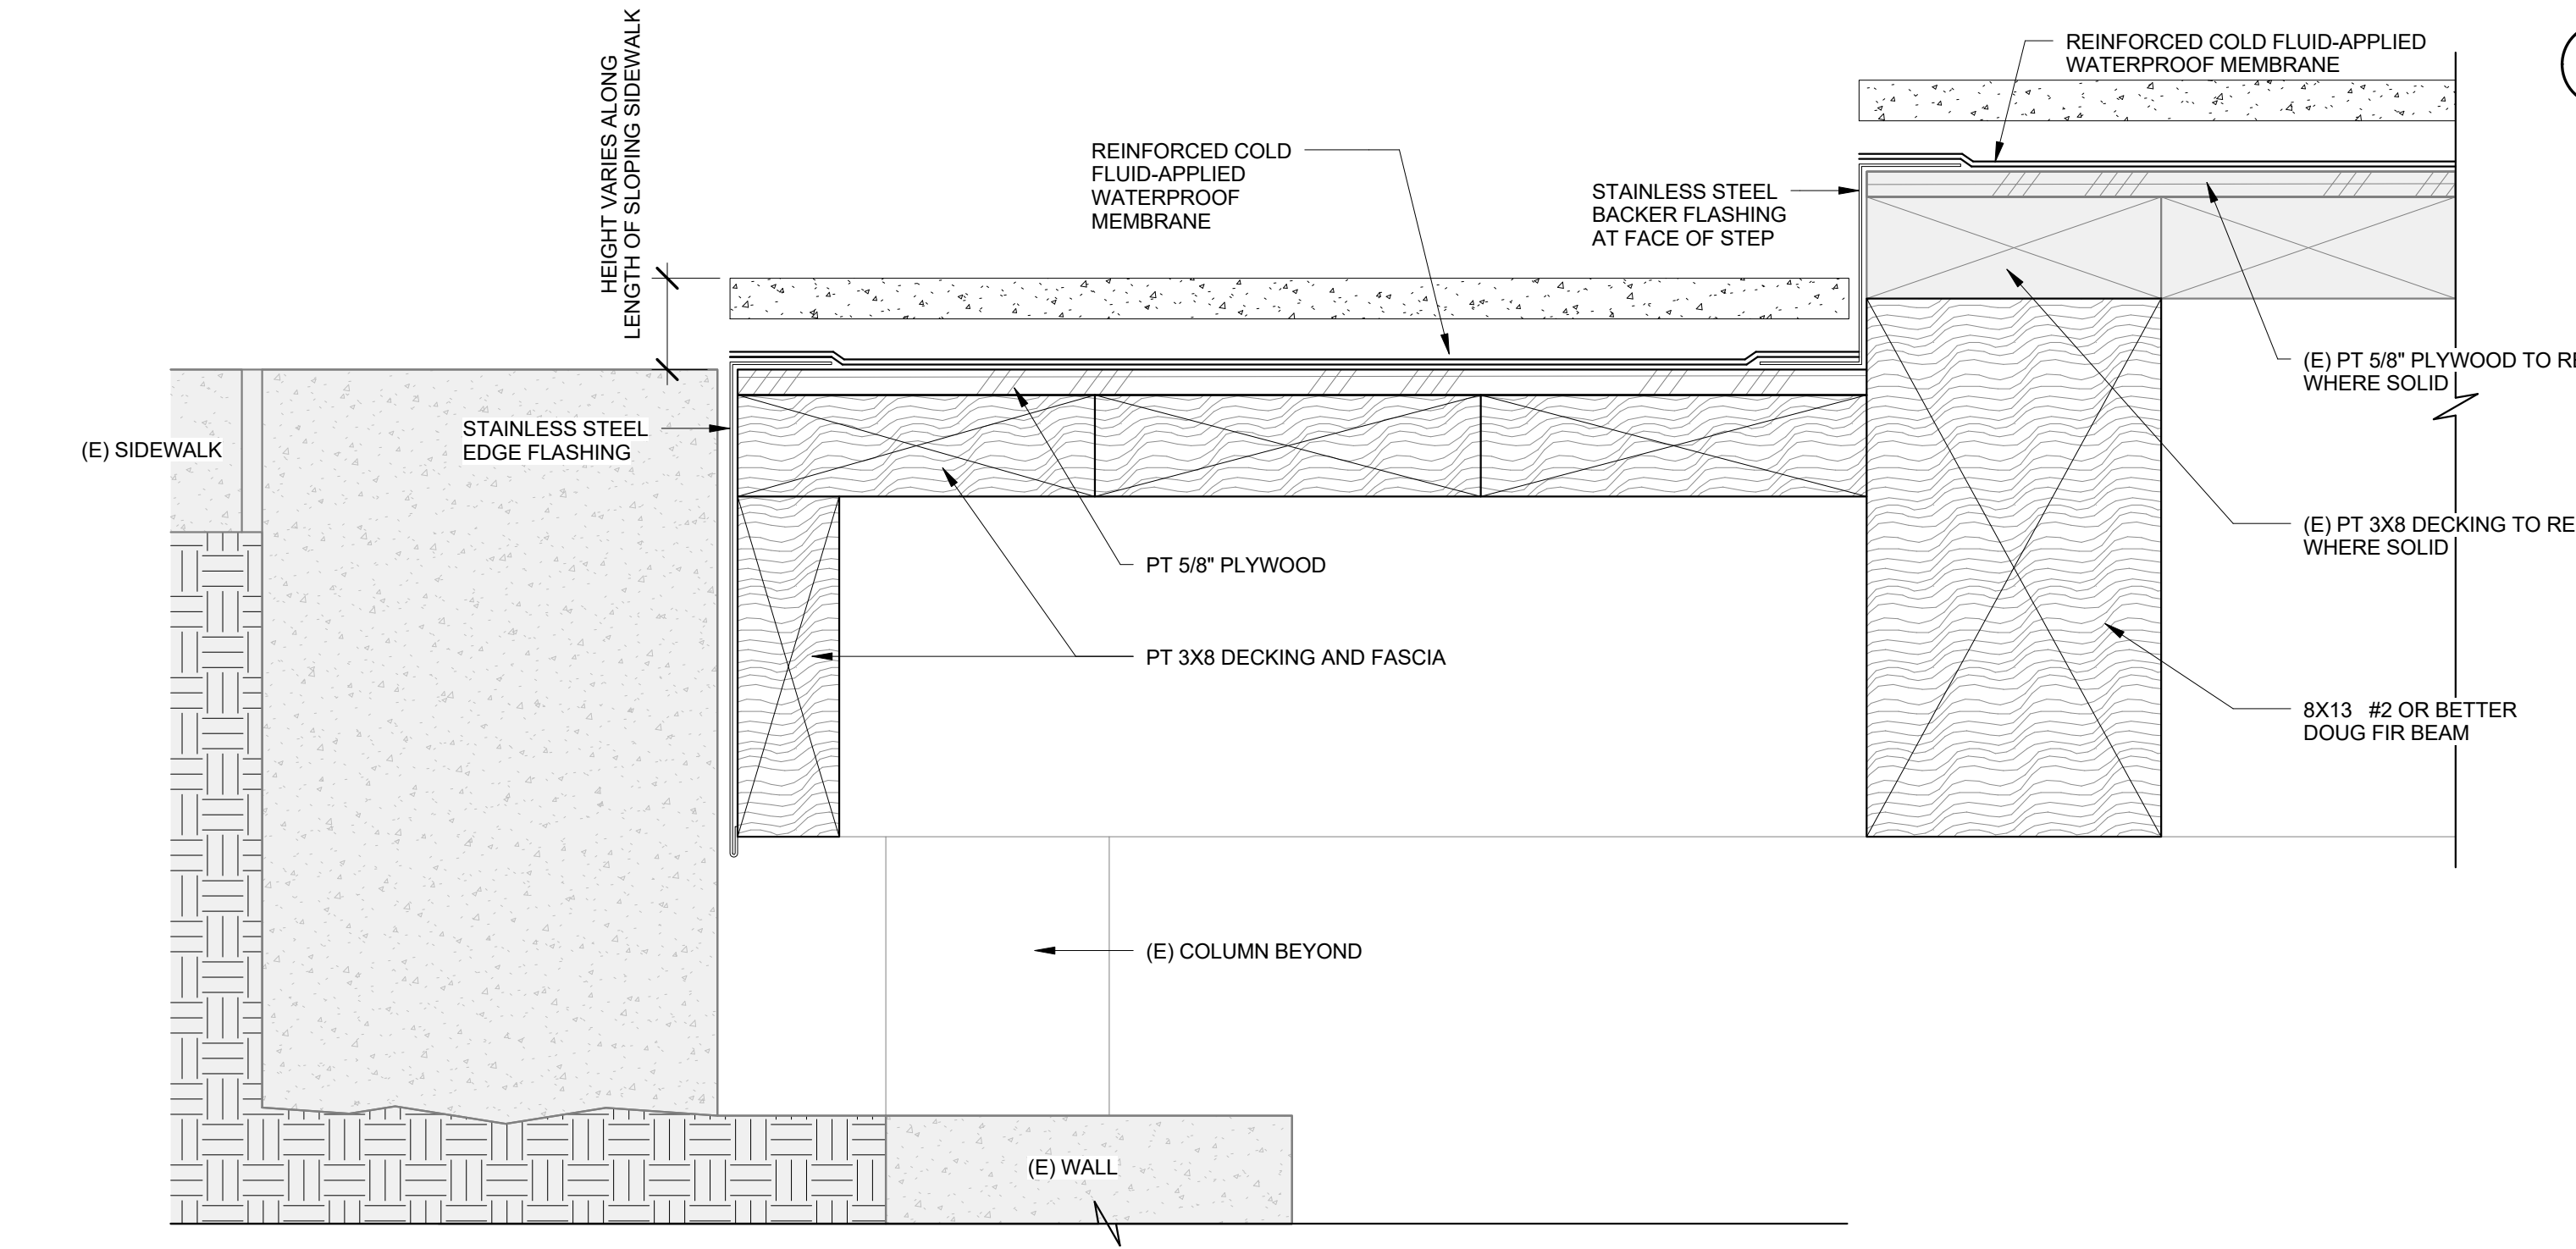 HEIGHT VARIES ALONG
LENGTH OF SLOPING SIDEWALK
REINFORCED COLD FLUID-APPLIED
WATERPROOF MEMBRANE
REINFORCED COLD
FLUID-APPLIED
WATERPROOF
MEMBRANE
STAINLESS STEEL
BACKER FLASHING
AT FACE OF STEP
(E) PT 5/8" PLYWOOD TO
WHERE SOLID
STAINLESS STEEL
EDGE FLASHING
(E) SIDEWALK
(E) PT 3X8 DECKING TO
WHERE SOLID
PT 5/8" PLYWOOD
PT 3X8 DECKING AND FASCIA
8X13 #2 OR BETTER
DOUG FIR BEAM
(E) COLUMN BEYOND
(E) WALL